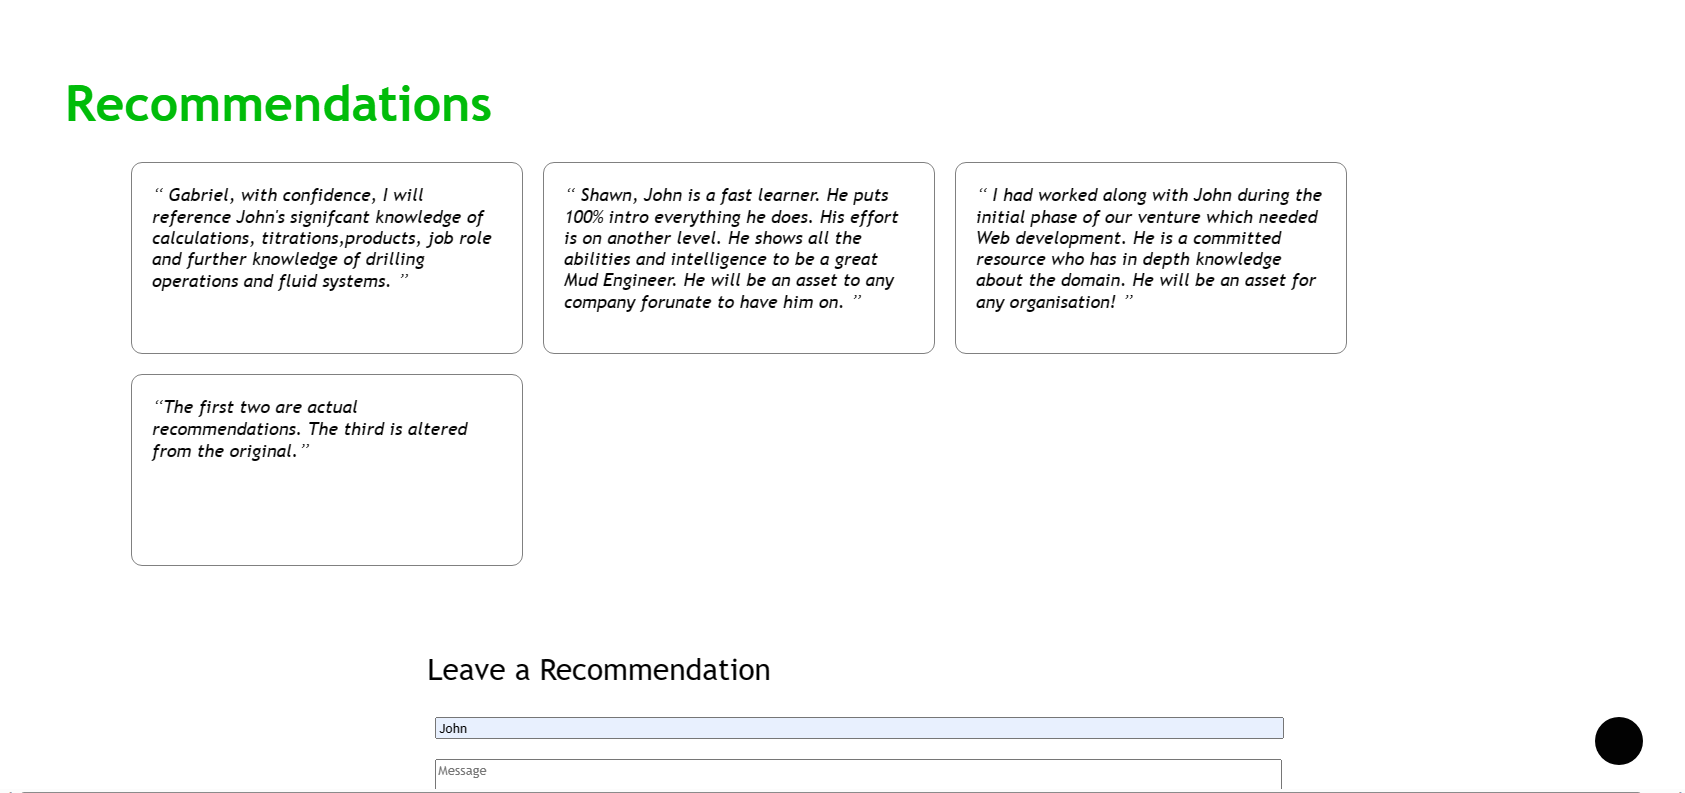 Recommendations
“ Gabriel, with confidence, I will
reference John's signifcant knowledge of
calculations, titrations,products, job role
and further knowledge of drilling
operations and fluid systems. ”
“ Shawn, John is a fast learner. He puts
100% intro everything he does. His effort
is on another level. He shows all the
abilities and intelligence to be a great
Mud Engineer. He will be an asset to any
company forunate to have him on. ”
“ I had worked along with John during the
initial phase of our venture which needed
Web development. He is a committed
resource who has in depth knowledge
about the domain. He will be an asset for
any organisation! ”
“The first two are actual
recommendations. The third is altered
from the original.”
Leave a Recommendation
John
Message